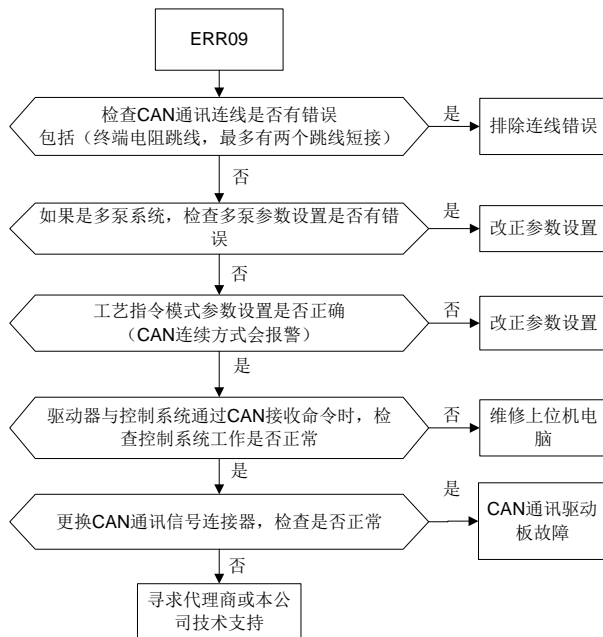 ERR09
检查CAN通讯连线是否有错误
包括（终端电阻跳线，最多有两个跳线短接）
是
排除连线错误
否
如果是多泵系统，检查多泵参数设置是否有错
误
是
改正参数设置
否
工艺指令模式参数设置是否正确
（CAN连续方式会报警）
否
改正参数设置
是
驱动器与控制系统通过CAN接收命令时，检
查控制系统工作是否正常
否
维修上位机电
脑
是
更换CAN通讯信号连接器，检查是否正常
是
CAN通讯驱动
板故障
否
寻求代理商或本公
司技术支持